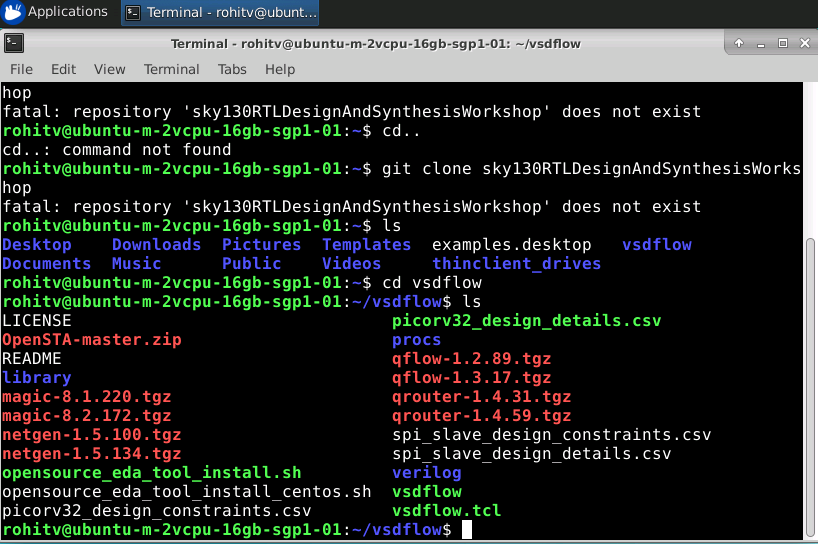 Applications Terminal - rohitv@ubunt...
Terminal - rohitv@ubuntu-m-2vcpu-16gb-sgp1-01: ~/vsdflow
File Edit View Terminal Tabs Help
hop
fatal: repository 'sky130RTLDesignAndSynthesisWorkshop' does not exist
rohitv@ubuntu-m-2vcpu-16gb-sgp1-01:~$ cd..
cd..: command not found
rohitv@ubuntu-m-2vcpu-16gb-sgp1-01:~$ git clone sky130RTLDesignAndSynthesisWorks
hop
fatal: repository 'sky130RTLDesignAndSynthesisWorkshop' does not exist
rohitv@ubuntu-m-2vcpu-16gb-sgp1-01:~$ ls
Desktop Downloads Pictures Templates examples.desktop vsdflow
Documents Music Public Videos thinclient_drives
rohitv@ubuntu-m-2vcpu-16gb-sgp1-01:~$ cd vsdflow
rohitv@ubuntu-m-2vcpu-16gb-sgp1-01:~/vsdflow$ ls
LICENSE picorv32_design_details.csv
OpenSTA-master.zip procs
README qflow-1.2.89.tgz
library qflow-1.3.17.tgz
magic-8.1.220.tgz qrouter-1.4.31.tgz
magic-8.2.172.tgz qrouter-1.4.59.tgz
netgen-1.5.100.tgz spi_slave_design_constraints.csv
netgen-1.5.134.tgz spi_slave_design_details.csv
opensource_eda_tool_install.sh verilog
opensource_eda_tool_install_centos.sh vsdflow
picorv32_design_constraints.csv vsdflow.tcl
rohitv@ubuntu-m-2vcpu-16gb-sgp1-01:~/vsdflow$